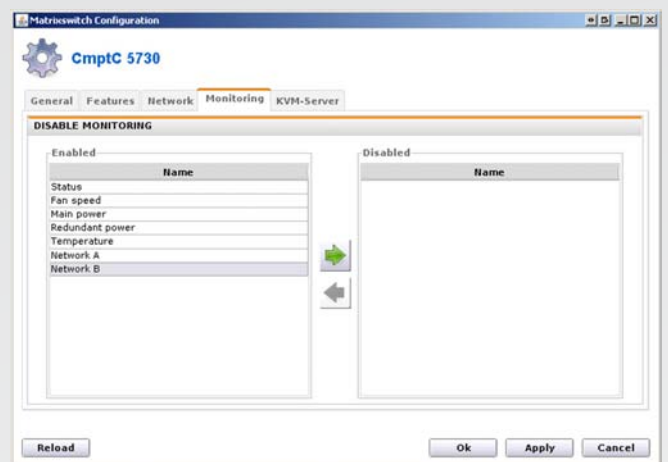 Matrixswitch Configuration
CmptC 5730
General Features Network Monitoring KVM-Server
DISABLE MONITORING
Enabled Disabled
Name Name
Status
Fan speed
Main power
Redundant power
Temperature
Network A
Network B
Reload Ok Apply Cancel